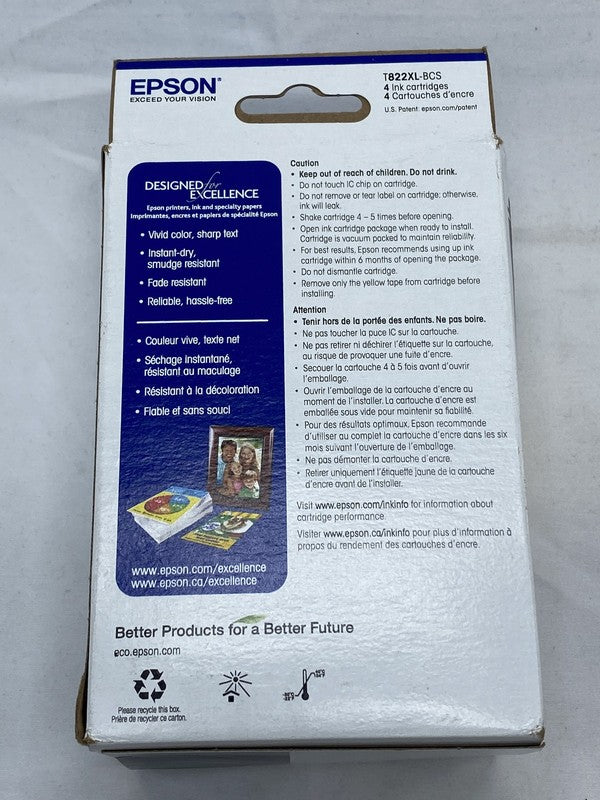 EPSON®
EXCEED YOUR VISION
T822XL-BCS
4 Ink cartridges
4 Cartouches d'encre
U.S. Patent: epson.com/patent
DESIGNED for
EXCELLENCE
Epson printers, ink and specialty papers
Imprimantes, encres et papiers de spécialité Epson
• Vivid color, sharp text
• Instant-dry,
smudge resistant
• Fade resistant
• Reliable, hassle-free
• Couleur vive, texte net
• Séchage instantané,
résistant au maculage
• Résistant à la décoloration
• Fiable et sans souci
www.epson.com/excellence
www.epson.ca/excellence
Caution
• Keep out of reach of children. Do not drink.
• Do not touch IC chip on cartridge.
• Do not remove or tear label on cartridge; otherwise,
ink will leak.
• Shake cartridge 4 – 5 times before opening.
• Open ink cartridge package when ready to install.
Cartridge is vacuum packed to maintain reliability.
• For best results, Epson recommends using up ink
cartridge within 6 months of opening the package.
• Do not dismantle cartridge.
• Remove only the yellow tape from cartridge before
installing.
Attention
• Tenir hors de la portée des enfants. Ne pas boire.
• Ne pas toucher la puce IC sur la cartouche.
• Ne pas retirer ni déchirer l'étiquette sur la cartouche,
au risque de provoquer une fuite d'encre.
• Secouer la cartouche 4 à 5 fois avant d'ouvrir
l'emballage.
• Ouvrir l'emballage de la cartouche d'encre au
moment de l'installer. La cartouche d'encre est
emballée sous vide pour maintenir sa fiabilité.
• Pour des résultats optimaux, Epson recommande
d'utiliser au complet la cartouche d'encre dans les six
mois suivant l'ouverture de l'emballage.
• Ne pas démonter la cartouche d'encre.
• Retirer uniquement l'étiquette jaune de la cartouche
d'encre avant de l'installer.
Visit www.epson.com/inkinfo for information about
cartridge performance.
Visiter www.epson.ca/inkinfo pour plus d'information à
propos du rendement des cartouches d'encre.
Better Products for a Better Future
eco.epson.com
Please recycle this box.
Prière de recycler ce carton.